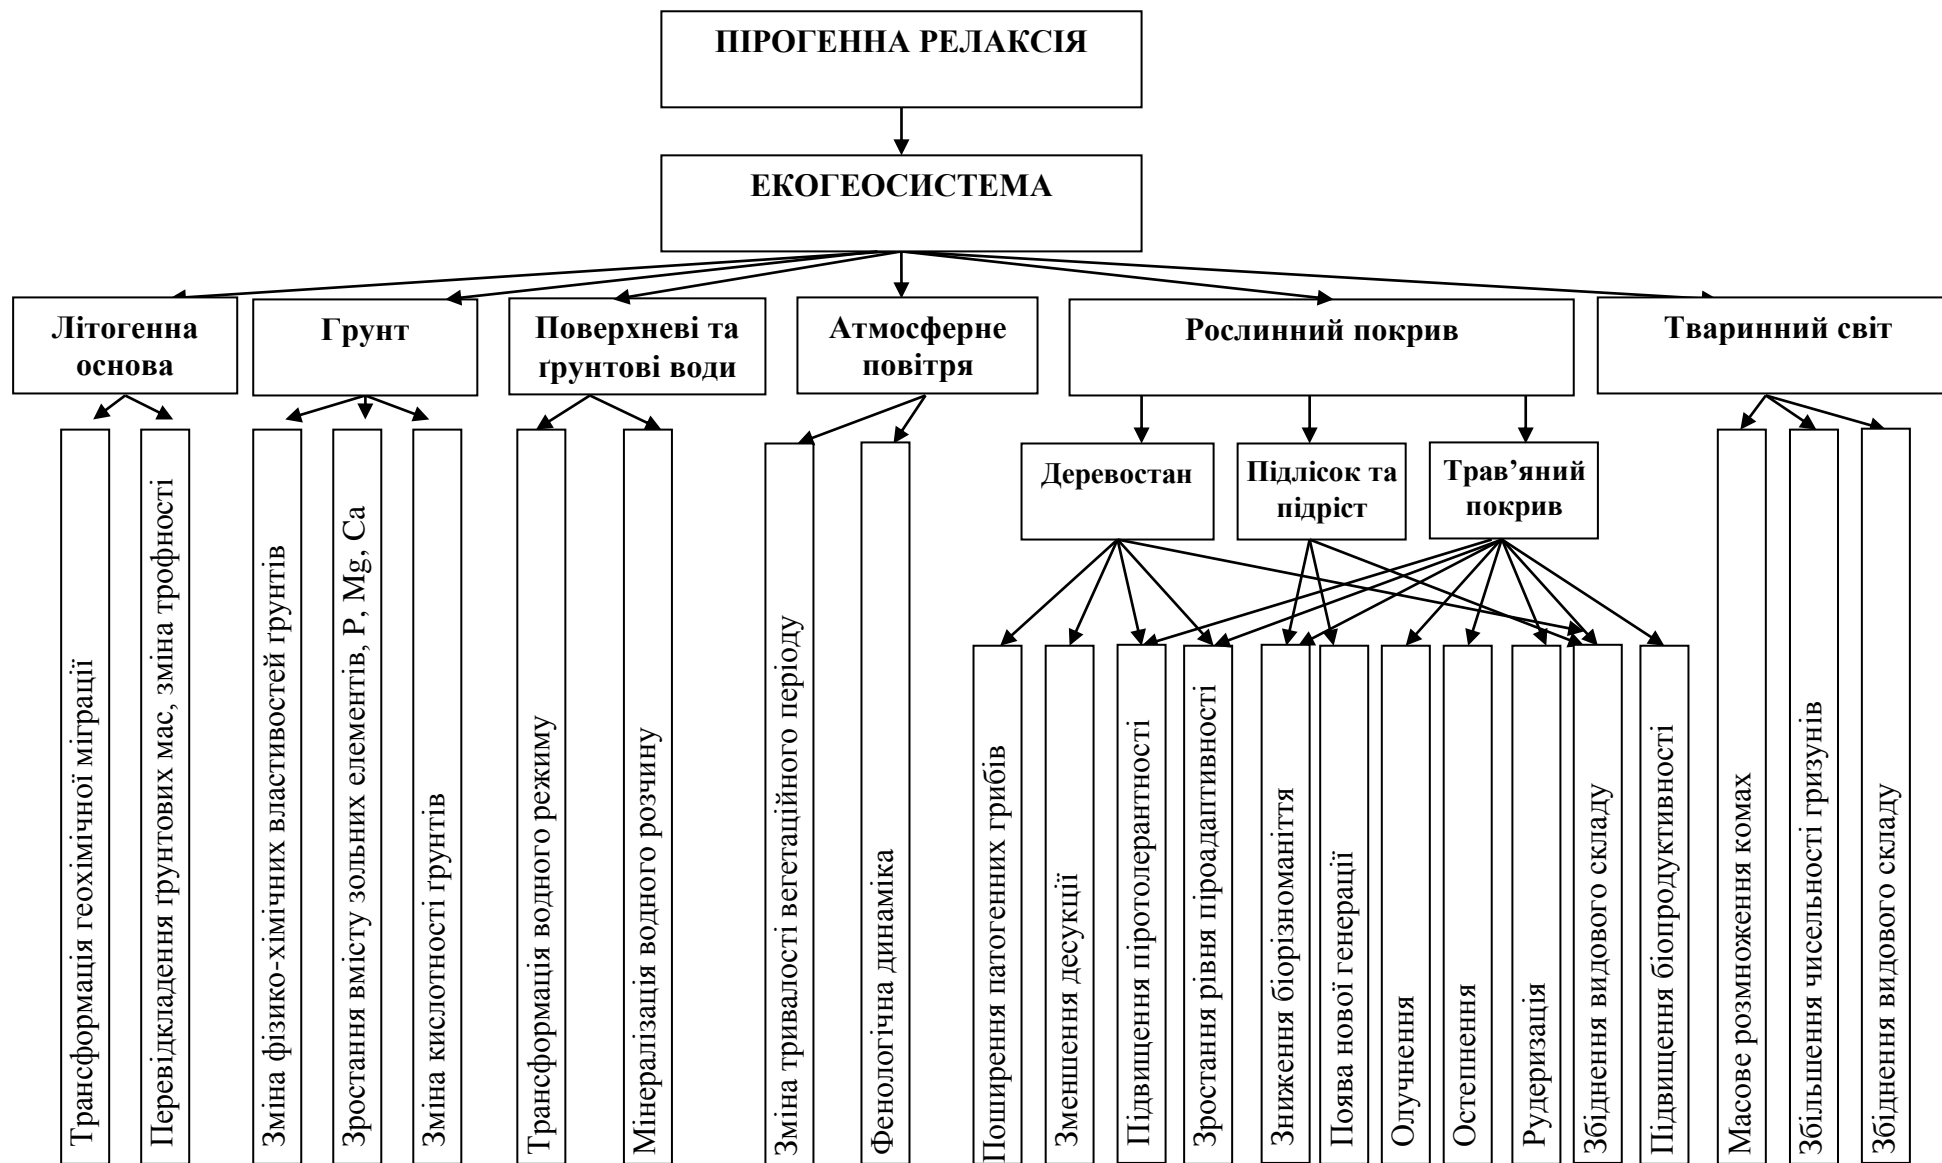 ПІРОГЕННА РЕЛАКСІЯ
ЕКОГЕОСИСТЕМА
Літогенна
основа
Грунт
Поверхневі та
ґрунтові води
Атмосферне
повітря
Рослинний покрив
Тваринний світ
Деревостан
Підлісок та
підріст
Трав’яний
покрив
Трансформація геохімічної міграції
Перевідкладення ґрунтових мас, зміна трофності
Зміна фізико-хімічних властивостей ґрунтів
Зростання вмісту зольних елементів, P, Mg, Ca
Зміна кислотності ґрунтів
Трансформація водного режиму
Мінералізація водного розчину
Зміна тривалості вегетаційного періоду
Фенологічна динаміка
Поширення патогенних грибів
Зменшення десукції
Підвищення піротолерантності
Зростання рівня піроадаптивності
Зниження біорізноманіття
Поява нової генерації
Олучнення
Остепнення
Рудеризація
Збіднення видового складу
Підвищення біопродуктивності
Масове розмноження комах
Збільшення чисельності гризунів
Збіднення видового складу